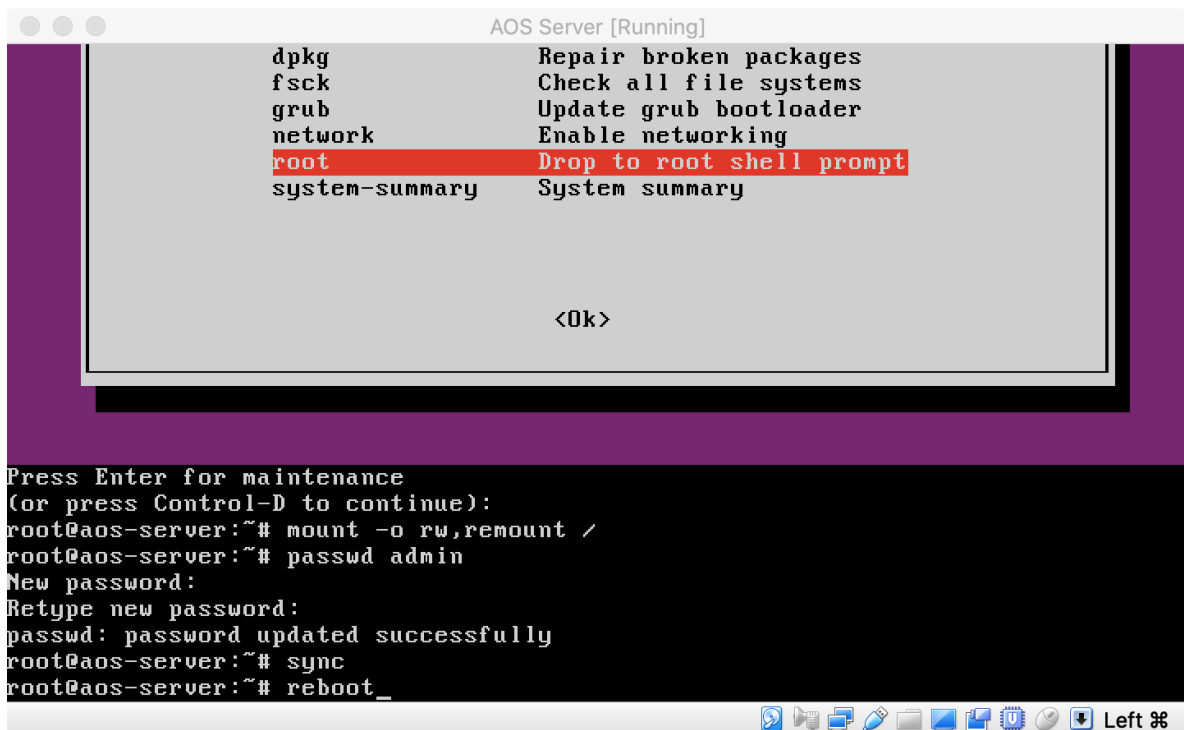 AOS Server [Running]
dpkg Repair broken packages
fsck Check all file systems
grub Update grub bootloader
network Enable networking
root Drop to root shell prompt
system-summary System summary
<Ok>
Press Enter for maintenance
(or press Control-D to continue):
root@aos-server:~# mount -o rw,remount /
root@aos-server:~# passwd admin
New password:
Retype new password:
passwd: password updated successfully
root@aos-server:~# sync
root@aos-server:~# reboot_
Left ⌘